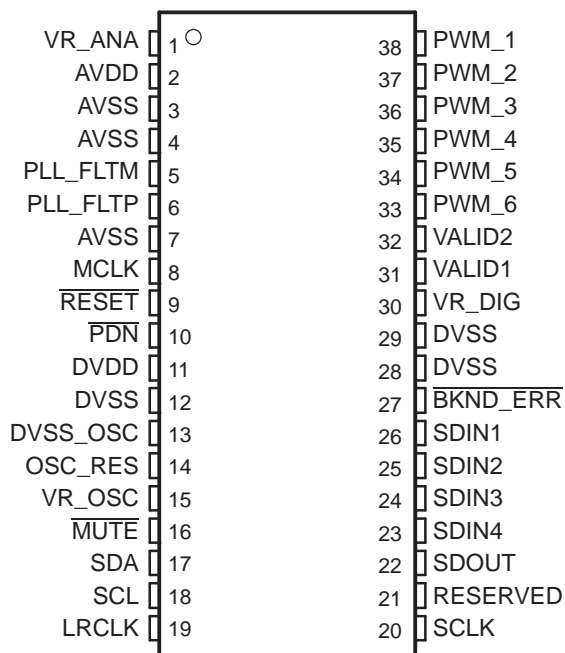 VR_ANA 1 38 PWM_1
AVDD 2 37 PWM_2
AVSS 3 36 PWM_3
AVSS 4 35 PWM_4
PLL_FLTM 5 34 PWM_5
PLL_FLTP 6 33 PWM_6
AVSS 7 32 VALID2
MCLK 8 31 VALID1
RESET 9 30 VR_DIG
PDN 10 29 DVSS
DVDD 11 28 DVSS
DVSS 12 27 BKND_ERR
DVSS_OSC 13 26 SDIN1
OSC_RES 14 25 SDIN2
VR_OSC 15 24 SDIN3
MUTE 16 23 SDIN4
SDA 17 22 SDOUT
SCL 18 21 RESERVED
LRCLK 19 20 SCLK